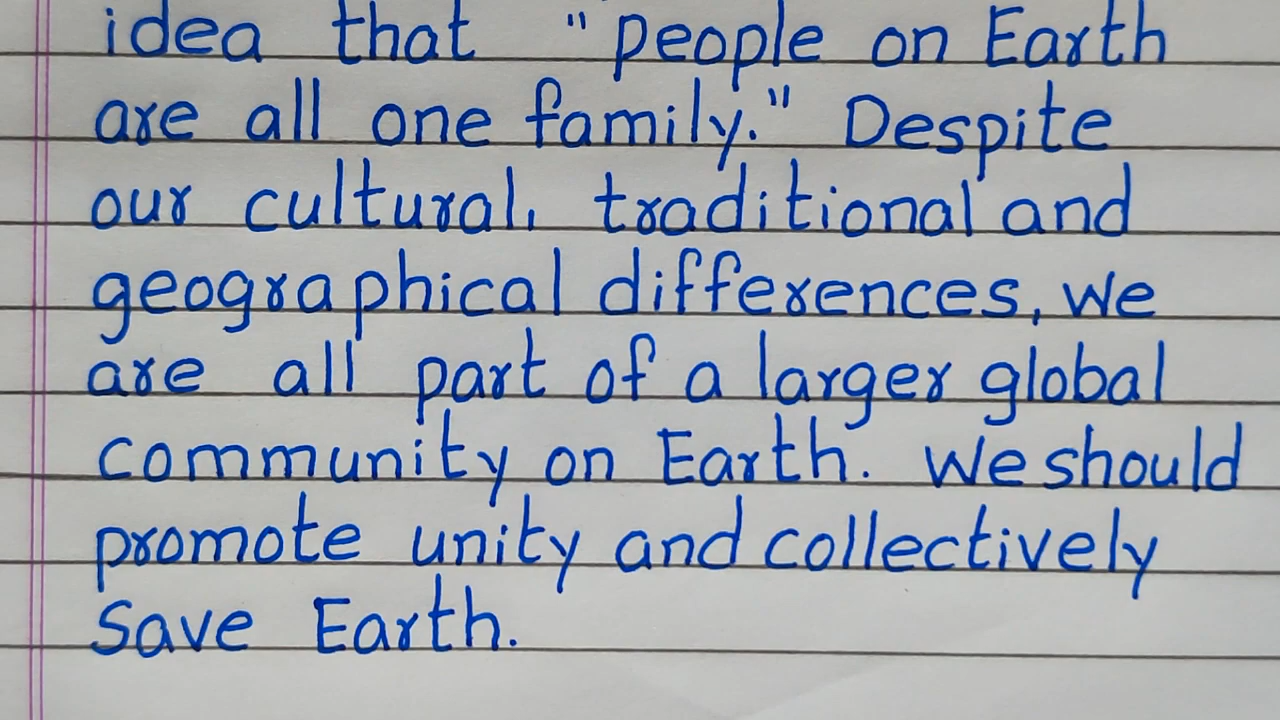 idea that "people on Earth
are all one family." Despite
our cultural, traditional and
geographical differences, we
are all part of a larger global
community on Earth. We should
promote unity and collectively
Save Earth.